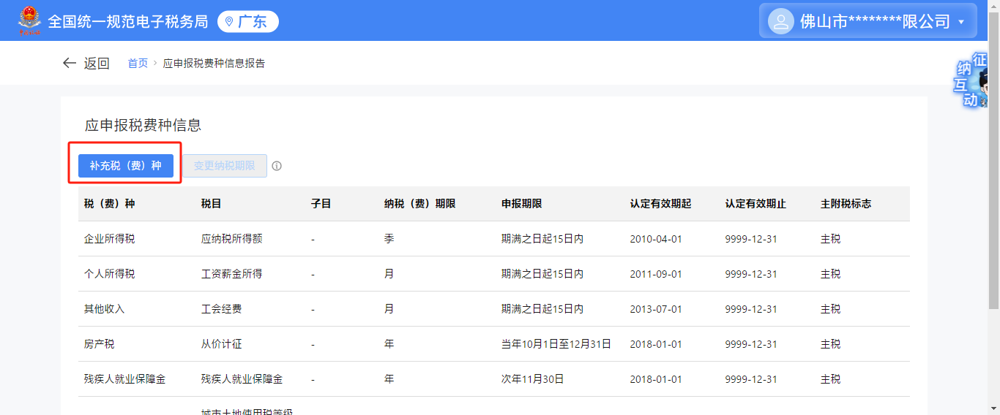 全国统一规范电子税务局 广东 佛山市********限公司
返回 首页 > 应申报税费种信息报告
征纳互动
应申报税费种信息
补充税（费）种 变更纳税期限
税（费）种 税目 子目 纳税（费）期限 申报期限 认定有效期起 认定有效期止 主附税标志
企业所得税 应纳税所得额 - 季 期满之日起15日内 2010-04-01 9999-12-31 主税
个人所得税 工资薪金所得 - 月 期满之日起15日内 2011-09-01 9999-12-31 主税
其他收入 工会经费 - 月 期满之日起15日内 2013-07-01 9999-12-31 主税
房产税 从价计征 - 年 当年10月1日至12月31日 2018-01-01 9999-12-31 主税
残疾人就业保障金 残疾人就业保障金 - 年 次年11月30日 2018-01-01 9999-12-31 主税
城市土地使用税等级